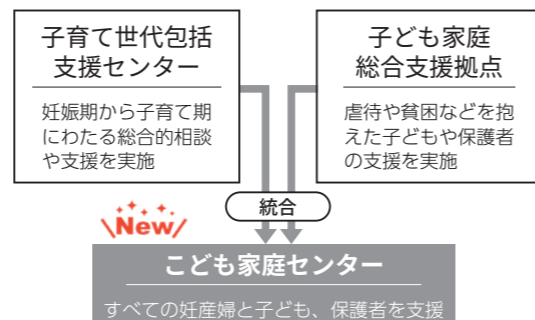 子育て世代包括
支援センター
妊娠期から子育て期
にわたる総合的相談
や支援を実施
子ども家庭
総合支援拠点
虐待や貧困などを抱
えた子どもや保護者
の支援を実施
統合
New
こども家庭センター
すべての妊産婦と子ども、保護者を支援